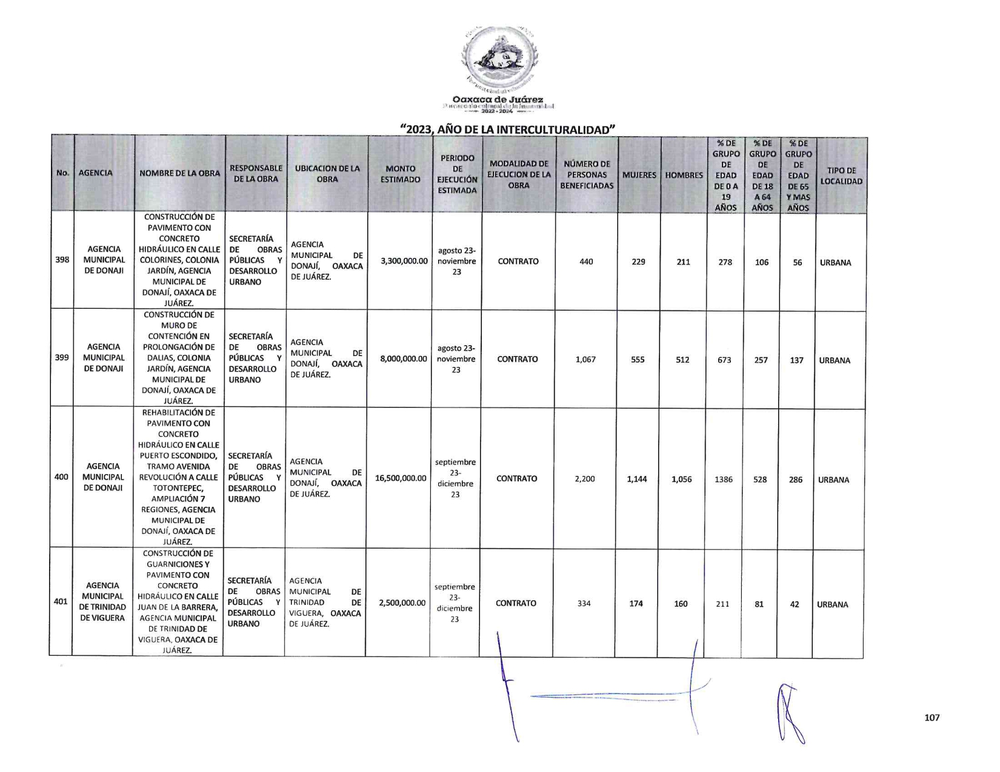 Oaxaca de Juárez
2022 - 2024
"2023, AÑO DE LA INTERCULTURALIDAD"
No.
AGENCIA
NOMBRE DE LA OBRA
RESPONSABLE
DE LA OBRA
UBICACION DE LA
OBRA
MONTO
ESTIMADO
PERIODO
DE
EJECUCIÓN
ESTIMADA
MODALIDAD DE
EJECUCION DE LA
OBRA
NÚMERO DE
PERSONAS
BENEFICIADAS
MUJERES
HOMBRES
% DE
GRUPO
DE
EDAD
DE 0 A
19
AÑOS
% DE
GRUPO
DE
EDAD
DE 18
A 64
AÑOS
% DE
GRUPO
DE
EDAD
DE 65
Y MAS
AÑOS
TIPO DE
LOCALIDAD
398
AGENCIA
MUNICIPAL
DE DONAJI
CONSTRUCCIÓN DE
PAVIMENTO CON
CONCRETO
HIDRÁULICO EN CALLE
COLORINES, COLONIA
JARDÍN, AGENCIA
MUNICIPAL DE
DONAJÍ, OAXACA DE
JUÁREZ.
SECRETARÍA
DE OBRAS
PÚBLICAS Y
DESARROLLO
URBANO
AGENCIA
MUNICIPAL DE
DONAJÍ, OAXACA
DE JUÁREZ.
3,300,000.00
agosto 23-
noviembre
23
CONTRATO
440
229
211
278
106
56
URBANA
399
AGENCIA
MUNICIPAL
DE DONAJI
CONSTRUCCIÓN DE
MURO DE
CONTENCIÓN EN
PROLONGACIÓN DE
DALIAS, COLONIA
JARDÍN, AGENCIA
MUNICIPAL DE
DONAJÍ, OAXACA DE
JUÁREZ.
SECRETARÍA
DE OBRAS
PÚBLICAS Y
DESARROLLO
URBANO
AGENCIA
MUNICIPAL DE
DONAJÍ, OAXACA
DE JUÁREZ.
8,000,000.00
agosto 23-
noviembre
23
CONTRATO
1,067
555
512
673
257
137
URBANA
400
AGENCIA
MUNICIPAL
DE DONAJI
REHABILITACIÓN DE
PAVIMENTO CON
CONCRETO
HIDRÁULICO EN CALLE
PUERTO ESCONDIDO,
TRAMO AVENIDA
REVOLUCIÓN A CALLE
TOTONTEPEC,
AMPLIACIÓN 7
REGIONES, AGENCIA
MUNICIPAL DE
DONAJÍ, OAXACA DE
JUÁREZ.
SECRETARÍA
DE OBRAS
PÚBLICAS Y
DESARROLLO
URBANO
AGENCIA
MUNICIPAL DE
DONAJÍ, OAXACA
DE JUÁREZ.
16,500,000.00
septiembre
23-
diciembre
23
CONTRATO
2,200
1,144
1,056
1386
528
286
URBANA
401
AGENCIA
MUNICIPAL
DE TRINIDAD
DE VIGUERA
CONSTRUCCIÓN DE
GUARNICIONES Y
PAVIMENTO CON
CONCRETO
HIDRÁULICO EN CALLE
JUAN DE LA BARRERA,
AGENCIA MUNICIPAL
DE TRINIDAD DE
VIGUERA, OAXACA DE
JUÁREZ.
SECRETARÍA
DE OBRAS
PÚBLICAS Y
DESARROLLO
URBANO
AGENCIA
MUNICIPAL DE
TRINIDAD DE
VIGUERA, OAXACA
DE JUÁREZ.
2,500,000.00
septiembre
23-
diciembre
23
CONTRATO
334
174
160
211
81
42
URBANA
107